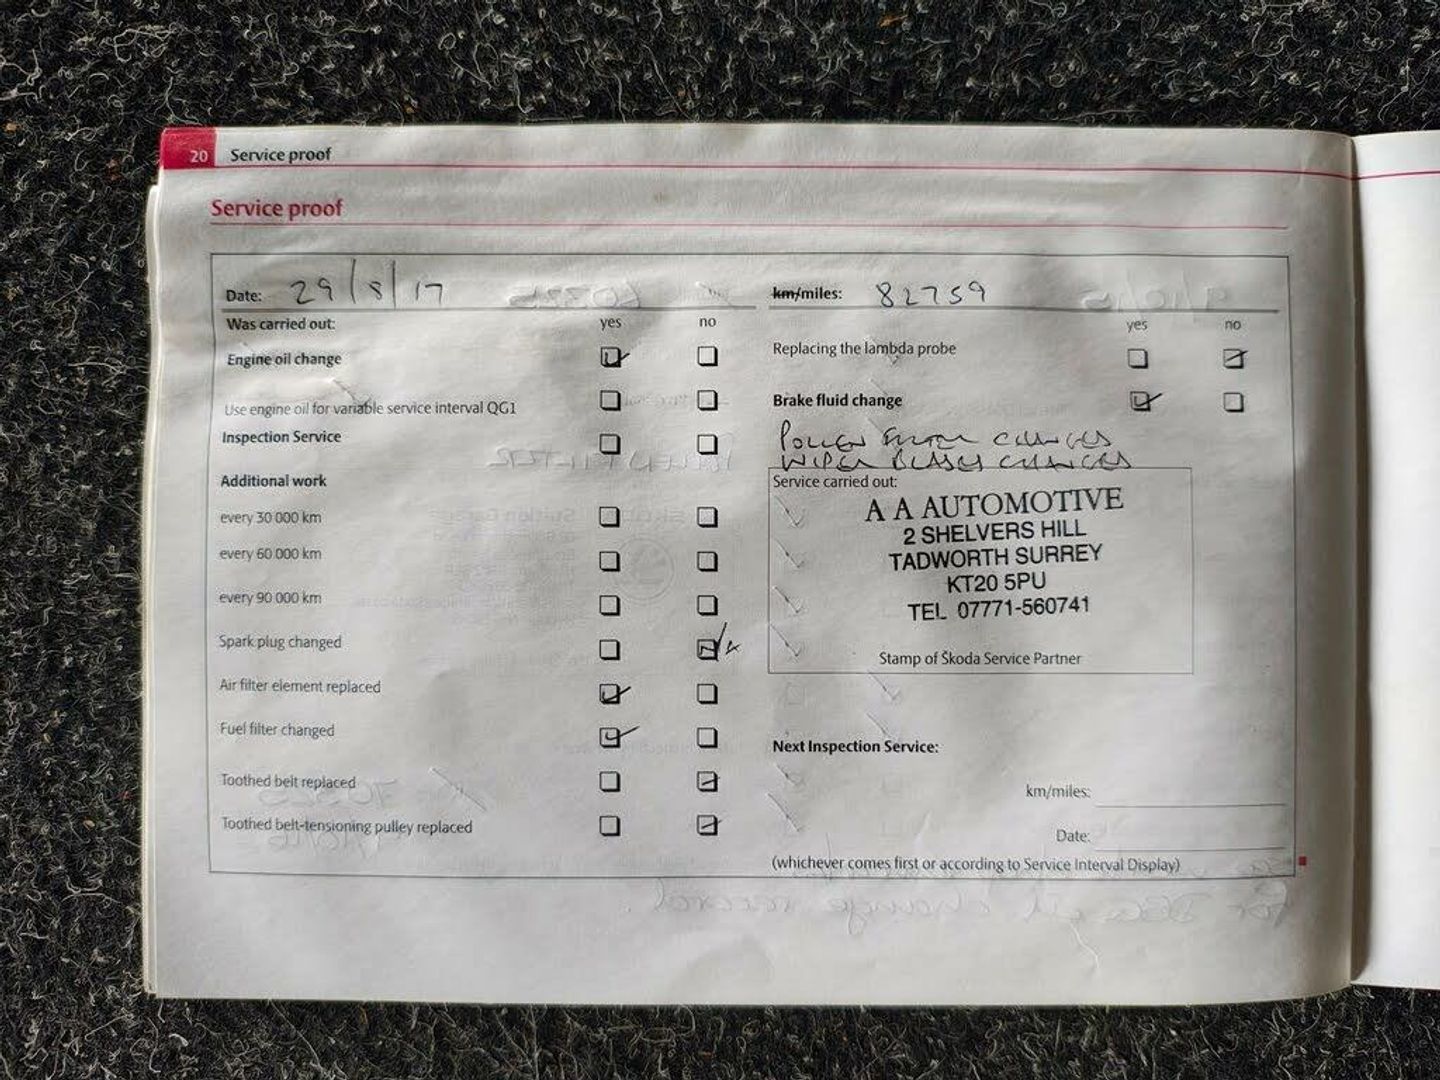 20 Service proof
Service proof
Date: 29/8/17
km/miles: 82759
Was carried out: yes no
Engine oil change
Use engine oil for variable service interval QG1
Inspection Service
Additional work
every 30 000 km
every 60 000 km
every 90 000 km
Spark plug changed N/A
Air filter element replaced
Fuel filter changed
Toothed belt replaced
Toothed belt-tensioning pulley replaced
yes no
Replacing the lambda probe
Brake fluid change
POLLEN FILTER CHANGED
WIPER BLADES CHANGED
Service carried out:
A A AUTOMOTIVE
2 SHELVERS HILL
TADWORTH SURREY
KT20 5PU
TEL 07771-560741
Stamp of Škoda Service Partner
Next Inspection Service:
km/miles:
Date:
(whichever comes first or according to Service Interval Display)